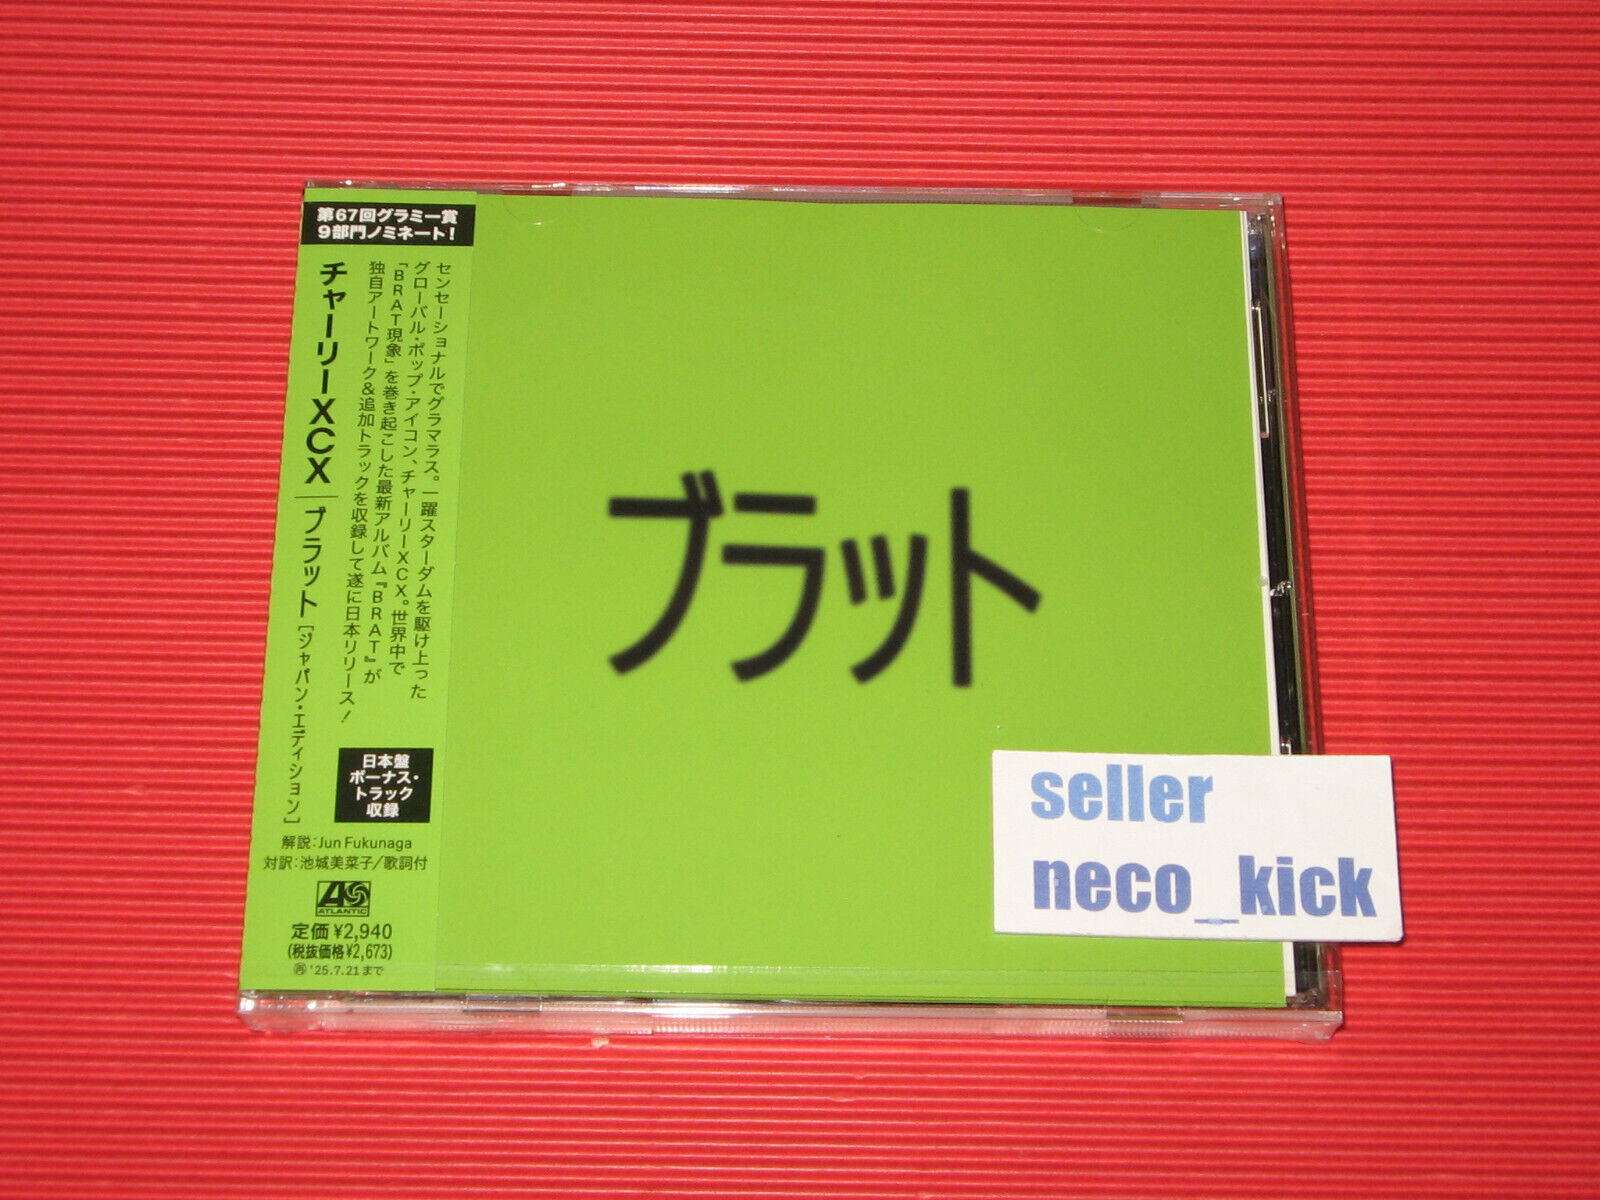 第67回グラミー賞
9部門ノミネート!
センセーショナルでグラマラス。一躍スターダムを駆け上った
グローバル・ポップ・アイコン、チャーリーXCX。世界中で
「BRAT現象」を巻き起こした最新アルバム『BRAT』が
独自アートワーク&追加トラックを収録して遂に日本リリース!
チャーリーXCX
ブラット[ジャパン・エディション]
日本盤
ボーナス・
トラック
収録
解説:Jun Fukunaga
対訳:池城美菜子/歌詞付
ATLANTIC
定価¥2,940
(税抜価格¥2,673)
㋞'25.7.21まで
ブラット
seller
neco_kick